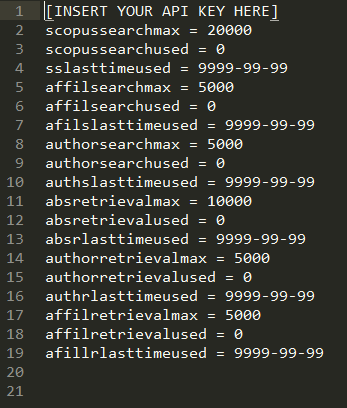 1 [INSERT YOUR API KEY HERE]
2 scopussearchmax = 20000
3 scopussearchused = 0
4 sslasttimeused = 9999-99-99
5 affilsearchmax = 5000
6 affilsearchused = 0
7 afilslasttimeused = 9999-99-99
8 authorsearchmax = 5000
9 authorsearchused = 0
10 authslasttimeused = 9999-99-99
11 absretrievalmax = 10000
12 absretrievalused = 0
13 absrlasttimeused = 9999-99-99
14 authorretrievalmax = 5000
15 authorretrievalused = 0
16 authrlasttimeused = 9999-99-99
17 affilretrievalmax = 5000
18 affilretrievalused = 0
19 afillrlasttimeused = 9999-99-99
20
21